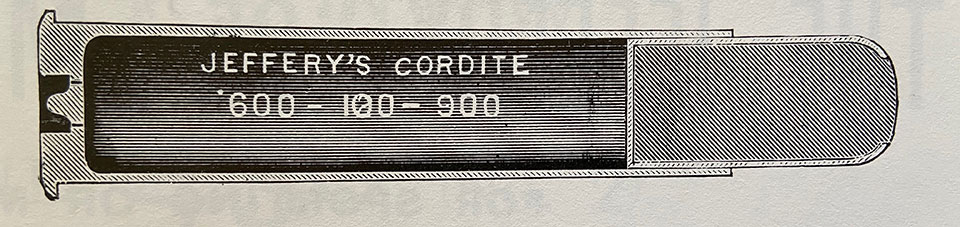 JEFFERY'S CORDITE
·600 – 100 – 900